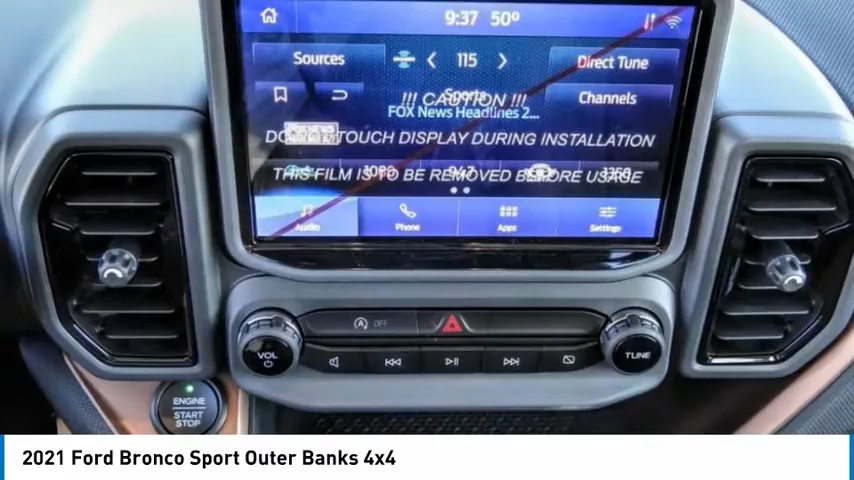 9:37 50º
Sources
115
Direct Tune
Sports
Channels
!!! CAUTION !!!
FOX News Headlines 2...
TOUCH DISPLAY DURING INSTALLATION
THIS FILM IS TO BE REMOVED BEFORE USAGE
Audio
Phone
Apps
Settings
A OFF
VOL
TUNE
ENGINE
START
STOP
2021 Ford Bronco Sport Outer Banks 4x4